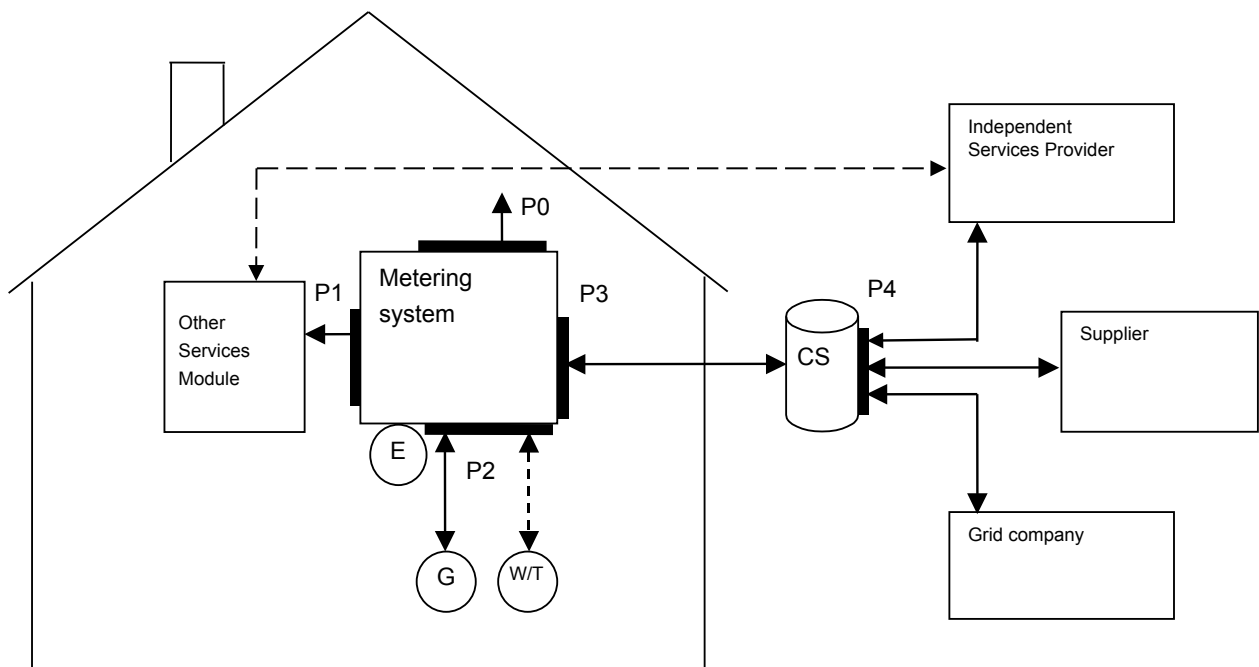 Independent
Services Provider
P0
Metering
system
P1
P3
P4
Other
Services
Module
CS
Supplier
E
P2
G
W/T
Grid company